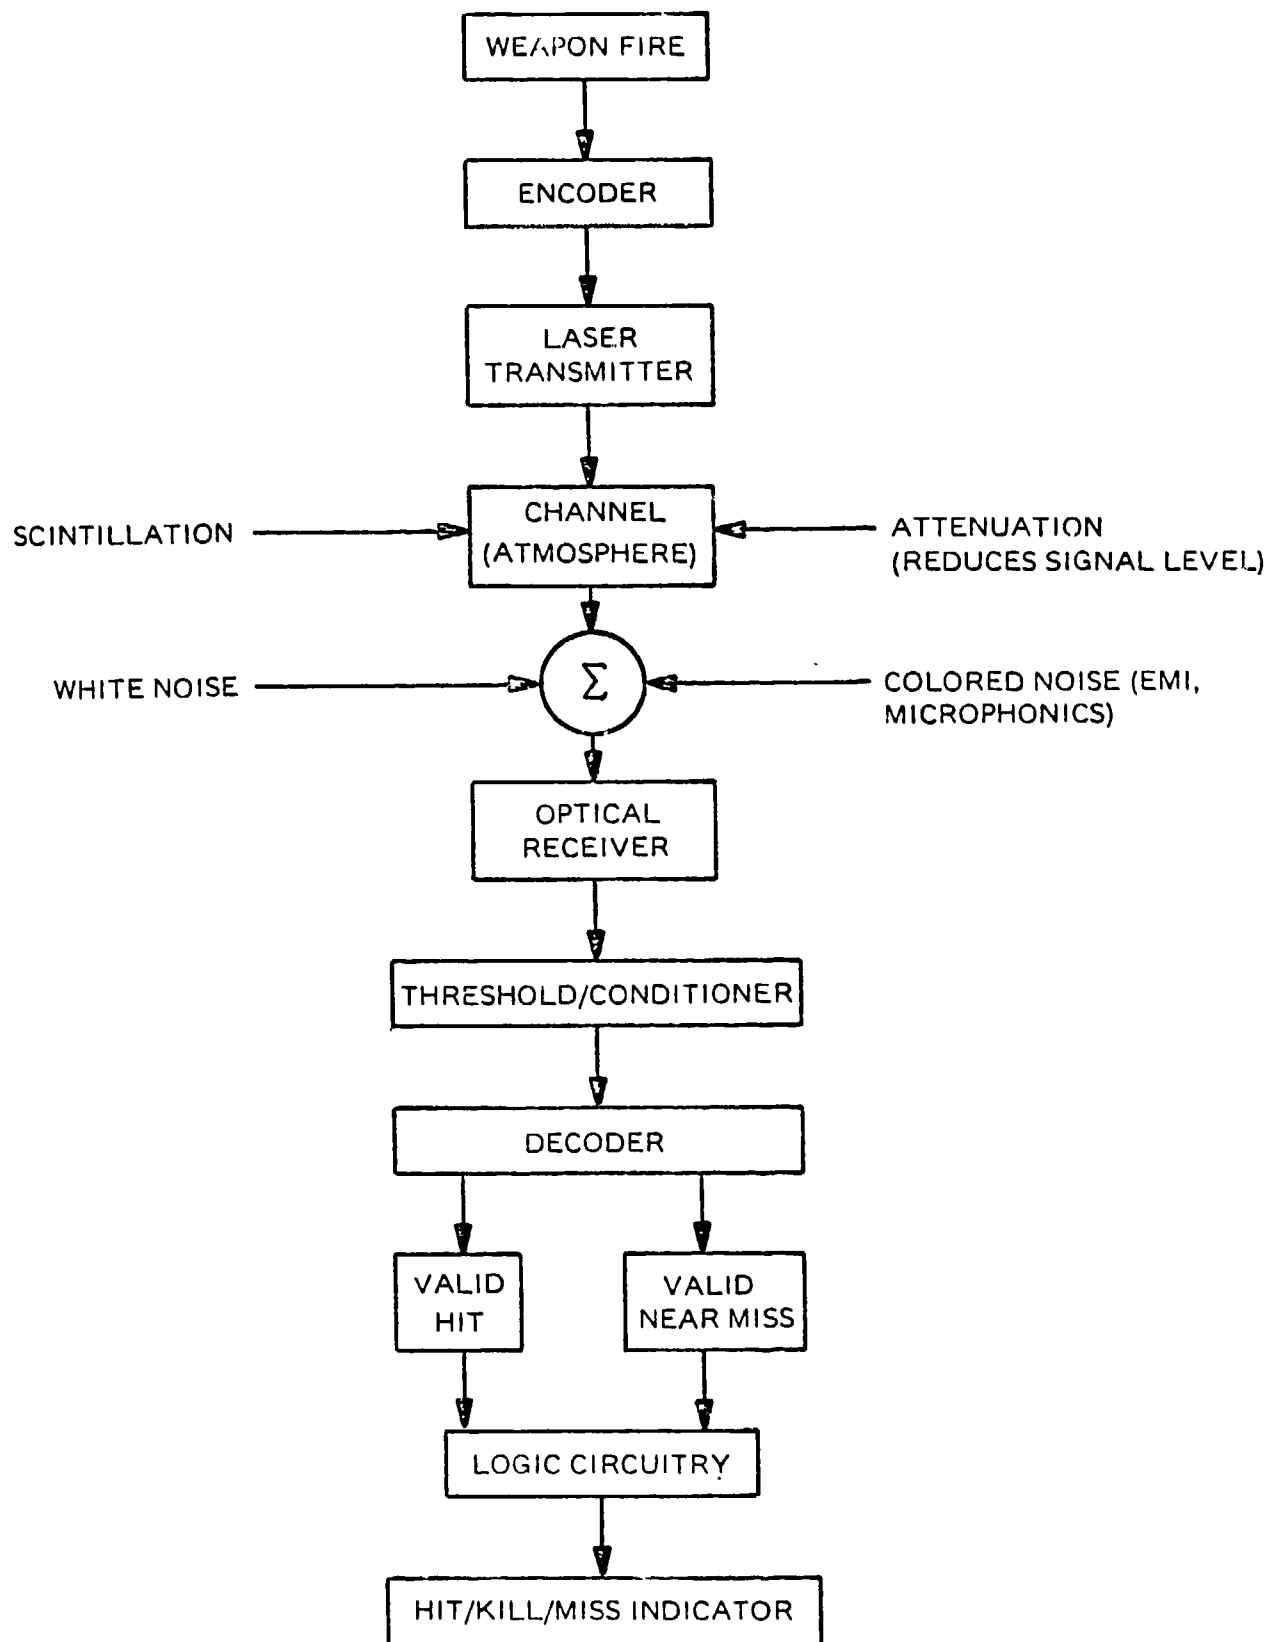 WEAPON FIRE
ENCODER
LASER
TRANSMITTER
CHANNEL
(ATMOSPHERE)
SCINTILLATION
ATTENUATION
(REDUCES SIGNAL LEVEL)
Σ
WHITE NOISE
COLORED NOISE (EMI,
MICROPHONICS)
OPTICAL
RECEIVER
THRESHOLD/CONDITIONER
DECODER
VALID
HIT
VALID
NEAR MISS
LOGIC CIRCUITRY
HIT/KILL/MISS INDICATOR